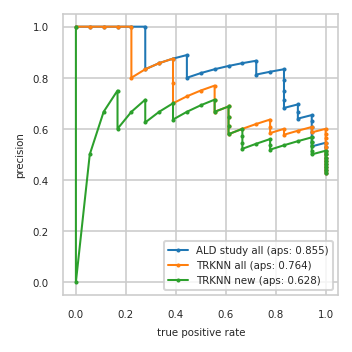 1.0
0.8
0.6
0.4
0.2
0.0
precision
ALD study all (aps: 0.855)
TRKNN all (aps: 0.764)
TRKNN new (aps: 0.628)
0.0 0.2 0.4 0.6 0.8 1.0
true positive rate